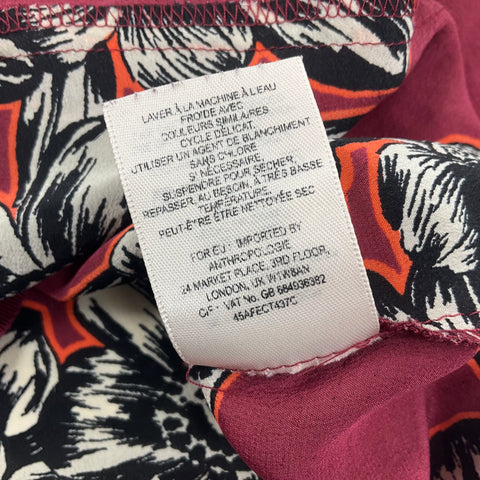 LAVER À LA MACHINE À L'EAU
FROIDE AVEC
COULEURS SIMILAIRES
CYCLE DÉLICAT.
UTILISER UN AGENT DE BLANCHIMENT
SANS CHLORE
SI NÉCESSAIRE.
SUSPENDRE POUR SÉCHER.
REPASSER, AU BESOIN, À TRÈS BASSE
TEMPÉRATURE.
PEUT-ÊTRE ÊTRE NETTOYÉE SEC
FOR EU : IMPORTED BY
ANTHROPOLOGIE
24 MARKET PLACE, 3RD FLOOR,
LONDON, UK W1W8AN
CIF - VAT No. GB 684936382
45AFECT437C